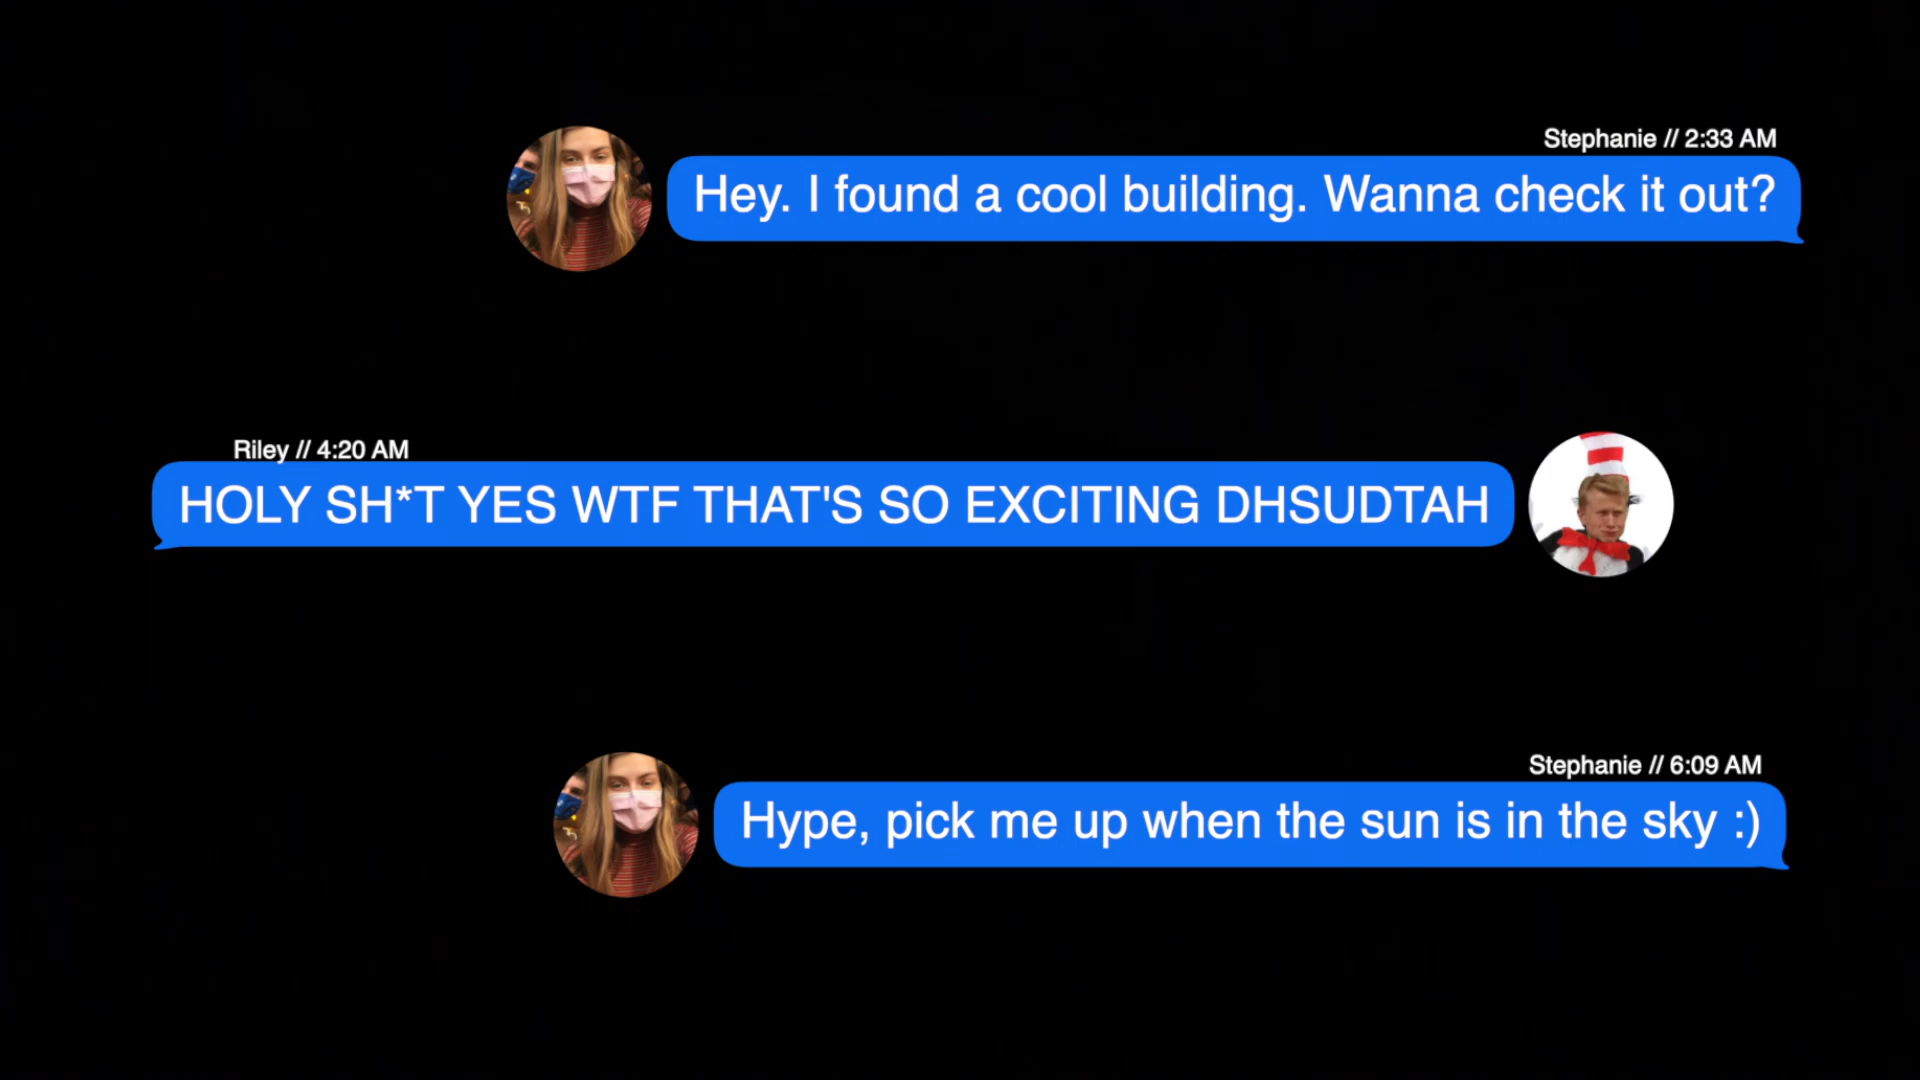 Stephanie // 2:33 AM
Hey. I found a cool building. Wanna check it out?
Riley // 4:20 AM
HOLY SH*T YES WTF THAT'S SO EXCITING DHSUDTAH
Stephanie // 6:09 AM
Hype, pick me up when the sun is in the sky :)